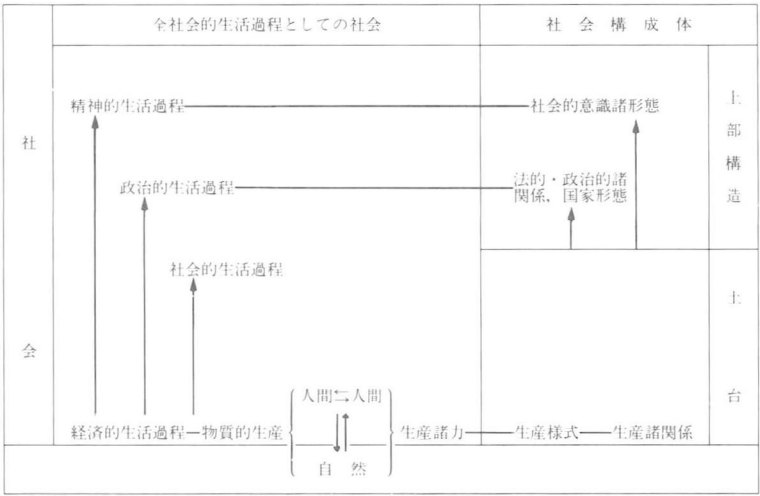 全社会的生活過程としての社会
社会構成体
社会
精神的生活過程
社会的意識諸形態
上部構造
政治的生活過程
法的・政治的諸
関係、国家形態
社会的生活過程
土台
人間⇆人間
経済的生活過程
物質的生産
生産諸力
生産様式
生産諸関係
自然